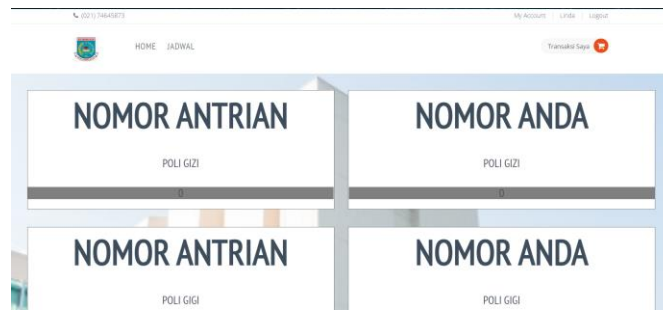 (021) 74645873
My Account Linda Logout
HOME JADWAL
Transaksi Saya
NOMOR ANTRIAN
NOMOR ANDA
POLI GIZI
POLI GIZI
0
0
NOMOR ANTRIAN
NOMOR ANDA
POLI GIGI
POLI GIGI